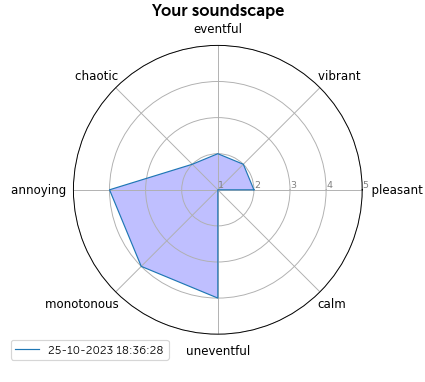 Your soundscape
eventful
chaotic
vibrant
annoying
1 2 3 4 5
pleasant
monotonous
calm
uneventful
25-10-2023 18:36:28